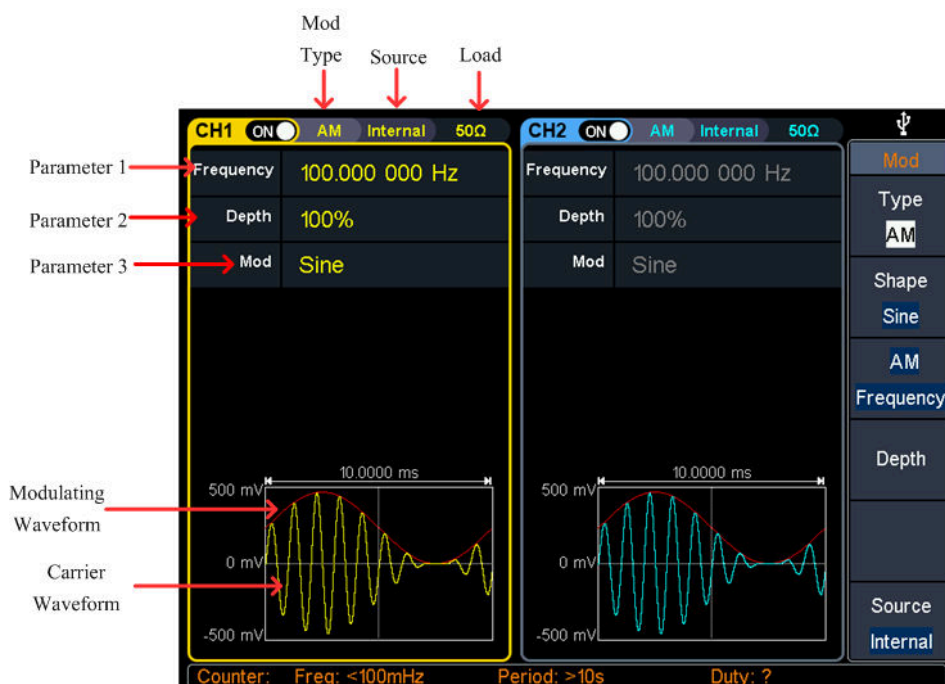 Mod
Type
Source
Load
CH1 ON AM Internal 50Ω
CH2 ON AM Internal 50Ω
Parameter 1
Frequency 100.000 000 Hz
Parameter 2
Depth 100%
Parameter 3
Mod Sine
Frequency 100.000 000 Hz
Depth 100%
Mod Sine
Mod
Type
AM
Shape
Sine
AM
Frequency
Depth
Source
Internal
Modulating
Waveform
Carrier
Waveform
10.0000 ms
500 mV
0 mV
-500 mV
10.0000 ms
500 mV
0 mV
-500 mV
Counter: Freq: <100mHz Period: >10s Duty: ?